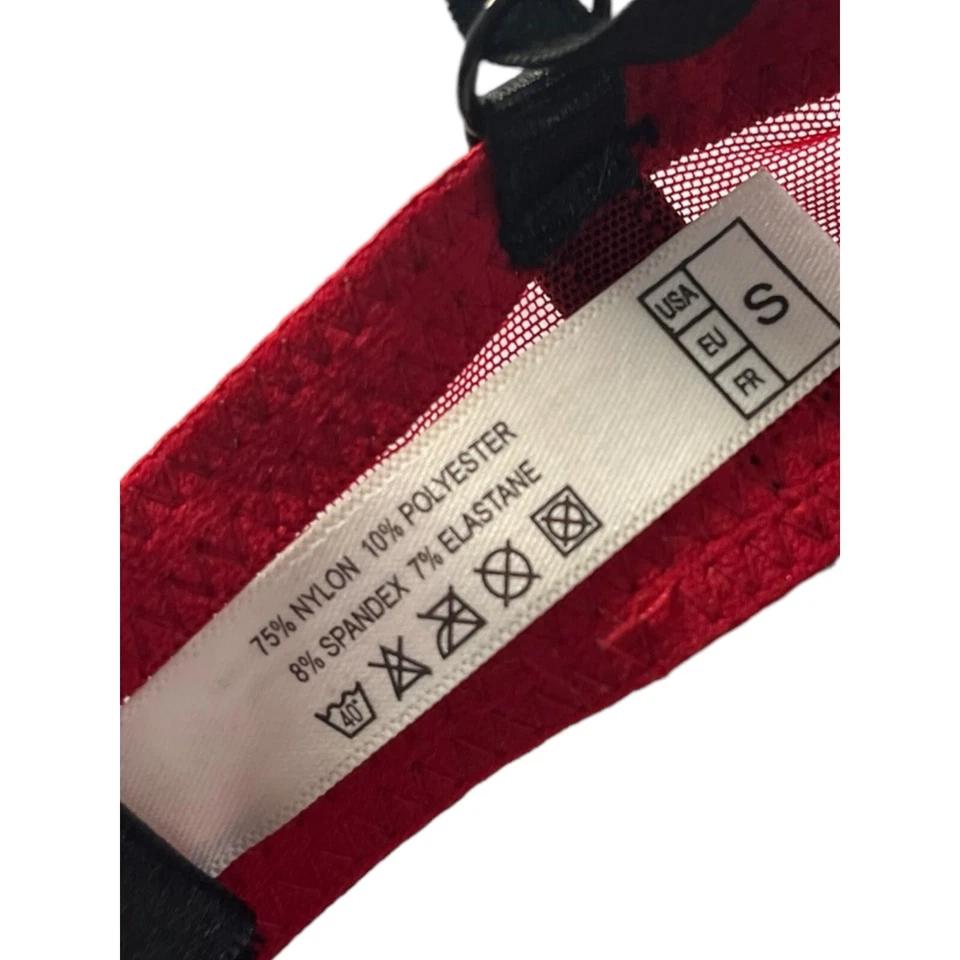 S
USA
EU
FR
75% NYLON 10% POLYESTER
8% SPANDEX 7% ELASTANE
40°